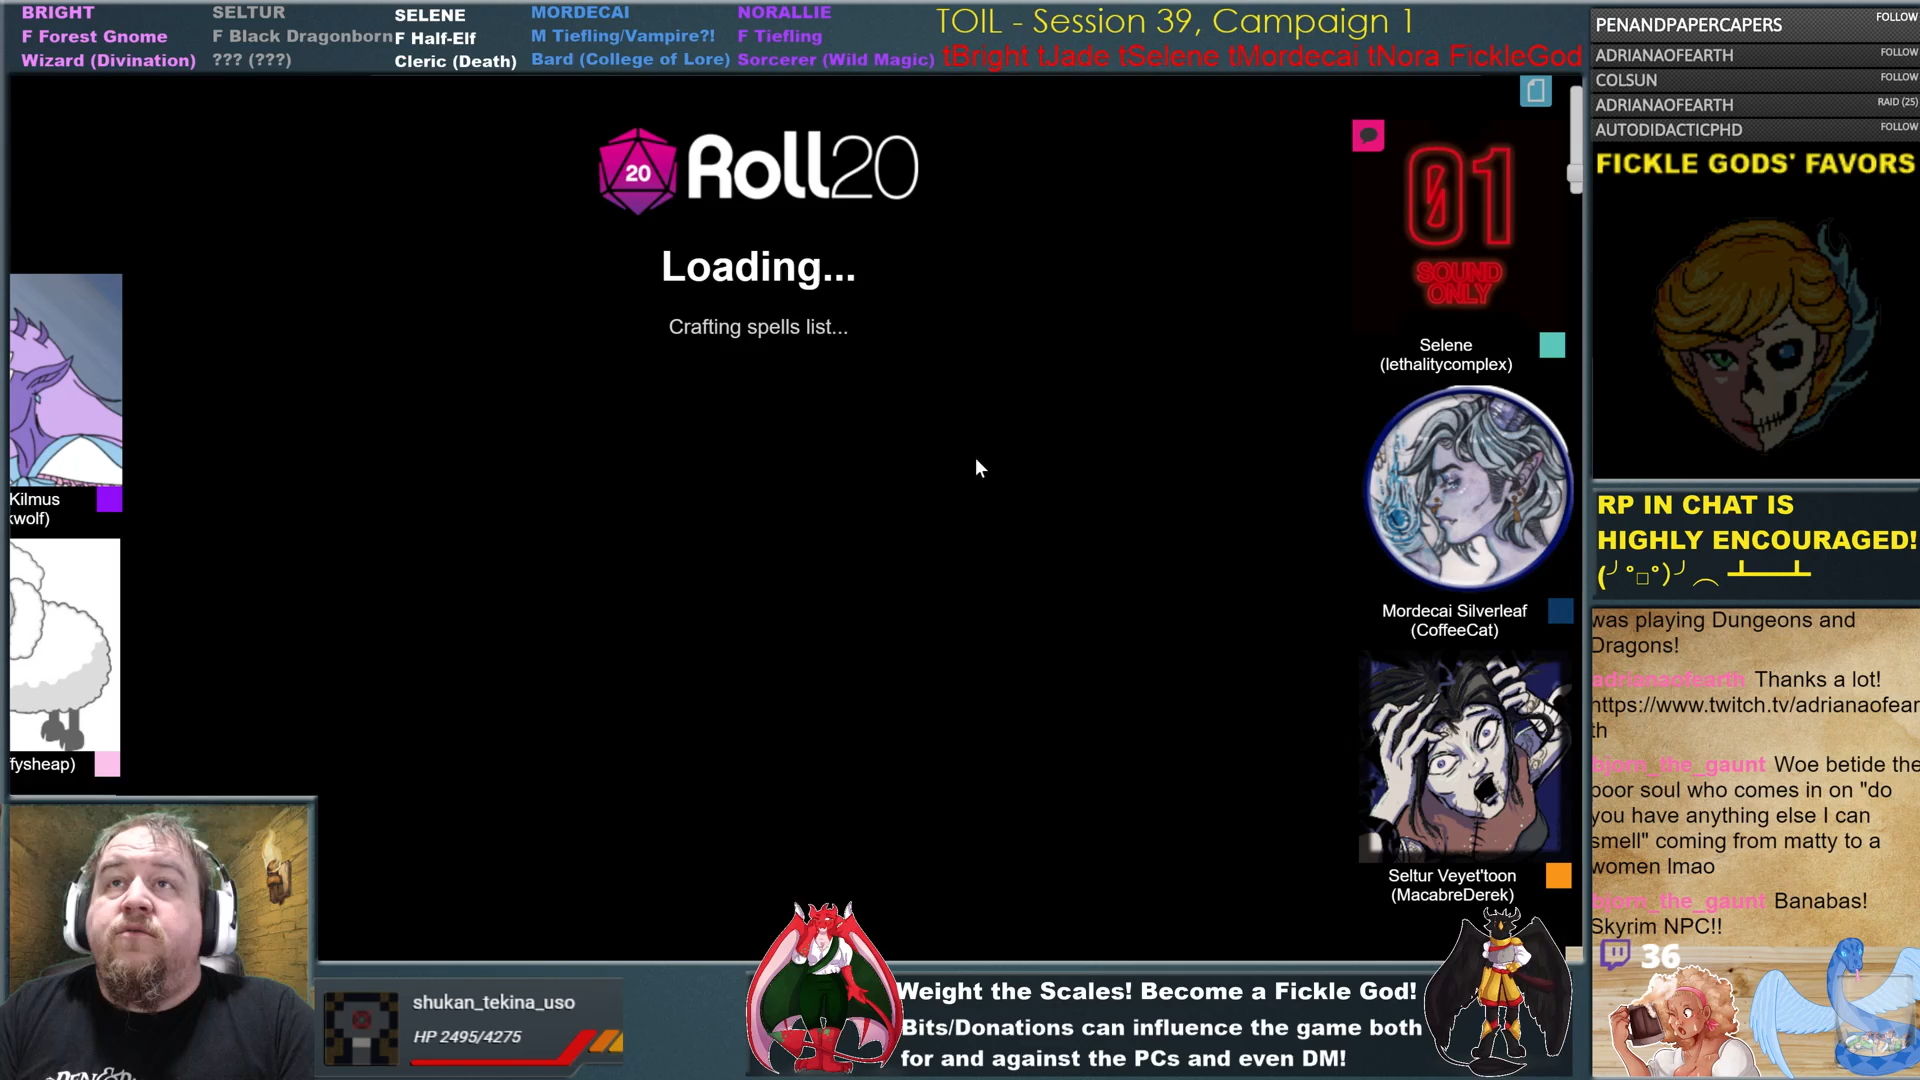 BRIGHT
F Forest Gnome
Wizard (Divination)
SELTUR
F Black Dragonborn
??? (???)
SELENE
F Half-Elf
Cleric (Death)
MORDECAI
M Tiefling/Vampire?!
Bard (College of Lore)
NORALLIE
F Tiefling
Sorcerer (Wild Magic)
TOIL - Session 39, Campaign 1
tBright tJade tSelene tMordecai tNora FickleGod
PENANDPAPERCAPERS FOLLOW
ADRIANAOFEARTH FOLLOW
COLSUN FOLLOW
ADRIANAOFEARTH RAID (25)
AUTODIDACTICPHD FOLLOW
FICKLE GODS' FAVORS
20 Roll20
Loading...
Crafting spells list...
01
SOUND
ONLY
Selene
(lethalitycomplex)
Mordecai Silverleaf
(CoffeeCat)
Seltur Veyet'toon
(MacabreDerek)
Kilmus
kwolf)
fysheap)
RP IN CHAT IS
HIGHLY ENCOURAGED!
(╯°□°)╯︵ ┻━┻
was playing Dungeons and
Dragons!
adrianaofearth Thanks a lot!
https://www.twitch.tv/adrianaofear
th
bjorn_the_gaunt Woe betide the
poor soul who comes in on "do
you have anything else I can
smell" coming from matty to a
women lmao
bjorn_the_gaunt Banabas!
Skyrim NPC!!
36
shukan_tekina_uso
HP 2495/4275
Weight the Scales! Become a Fickle God!
Bits/Donations can influence the game both
for and against the PCs and even DM!